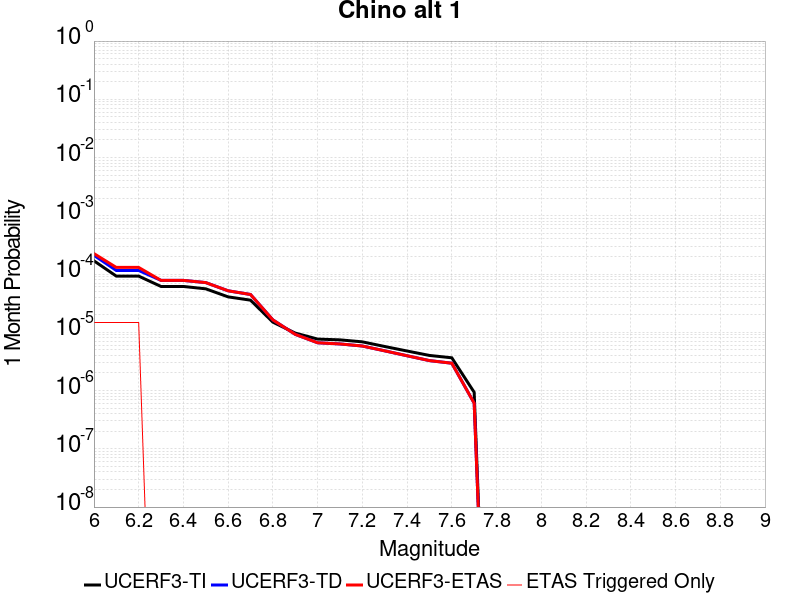 Chino alt 1
10^0
10^-1
10^-2
10^-3
10^-4
10^-5
10^-6
10^-7
10^-8
1 Month Probability
6 6.2 6.4 6.6 6.8 7 7.2 7.4 7.6 7.8 8 8.2 8.4 8.6 8.8 9
Magnitude
UCERF3-TI UCERF3-TD UCERF3-ETAS ETAS Triggered Only